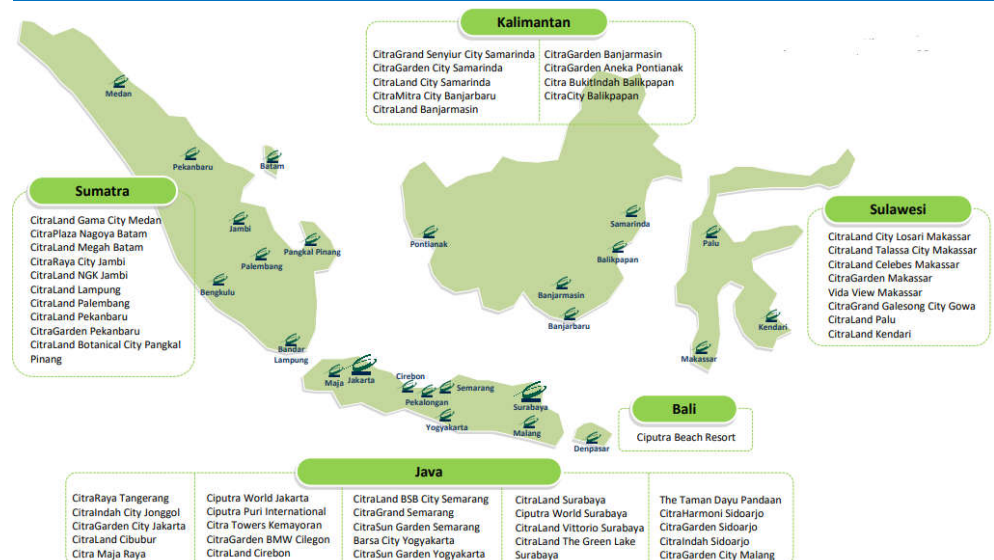 Kalimantan
CitraGrand Senyiur City Samarinda
CitraGarden City Samarinda
CitraLand City Samarinda
CitraMitra City Banjarbaru
CitraLand Banjarmasin
CitraGarden Banjarmasin
CitraGarden Aneka Pontianak
Citra BukitIndah Balikpapan
CitraCity Balikpapan
Medan
Pekanbaru
Batam
Jambi
Palembang
Pangkal Pinang
Bengkulu
Bandar
Lampung
Sumatra
CitraLand Gama City Medan
CitraPlaza Nagoya Batam
CitraLand Megah Batam
CitraRaya City Jambi
CitraLand NGK Jambi
CitraLand Lampung
CitraLand Palembang
CitraLand Pekanbaru
CitraGarden Pekanbaru
CitraLand Botanical City Pangkal
Pinang
Pontianak
Samarinda
Balikpapan
Banjarmasin
Banjarbaru
Palu
Kendari
Makassar
Sulawesi
CitraLand City Losari Makassar
CitraLand Talassa City Makassar
CitraLand Celebes Makassar
CitraGarden Makassar
Vida View Makassar
CitraGrand Galesong City Gowa
CitraLand Palu
CitraLand Kendari
Maja
Jakarta
Cirebon
Pekalongan
Semarang
Yogyakarta
Surabaya
Malang
Denpasar
Bali
Ciputra Beach Resort
Java
CitraRaya Tangerang
CitraIndah City Jonggol
CitraGarden City Jakarta
CitraLand Cibubur
Citra Maja Raya
Ciputra World Jakarta
Ciputra Puri International
Citra Towers Kemayoran
CitraGarden BMW Cilegon
CitraLand Cirebon
CitraLand BSB City Semarang
CitraGrand Semarang
CitraSun Garden Semarang
Barsa City Yogyakarta
CitraSun Garden Yogyakarta
CitraLand Surabaya
Ciputra World Surabaya
CitraLand Vittorio Surabaya
CitraLand The Green Lake
Surabaya
The Taman Dayu Pandaan
CitraHarmoni Sidoarjo
CitraGarden Sidoarjo
CitraIndah Sidoarjo
CitraGarden City Malang